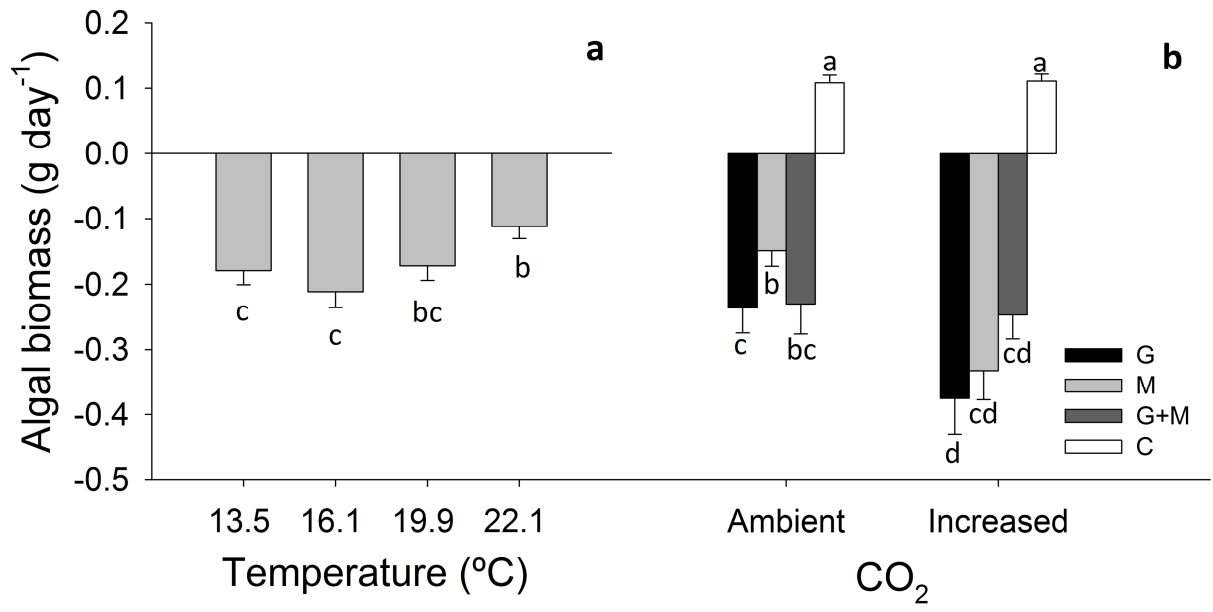 Algal biomass (g day-1)
0.2
0.1
0.0
-0.1
-0.2
-0.3
-0.4
-0.5
a
c
c
bc
b
13.5 16.1 19.9 22.1
Temperature (ºC)
b
a
c
b
bc
a
d
cd
cd
G
M
G+M
C
Ambient Increased
CO2